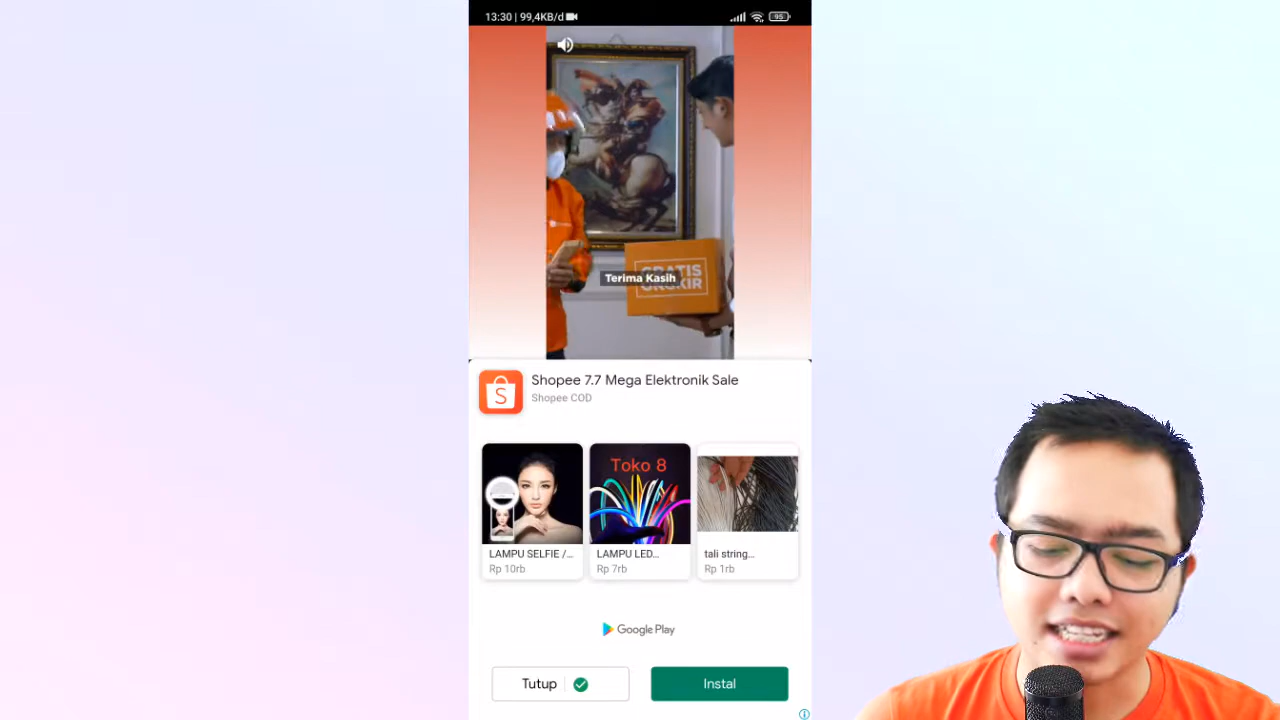 13:30 | 99,4KB/d
95
Terima Kasih
GRATIS
ONGKIR
Shopee 7.7 Mega Elektronik Sale
Shopee COD
Toko 8
LAMPU SELFIE /...
Rp 10rb
LAMPU LED...
Rp 7rb
tali string...
Rp 1rb
Google Play
Tutup
Instal